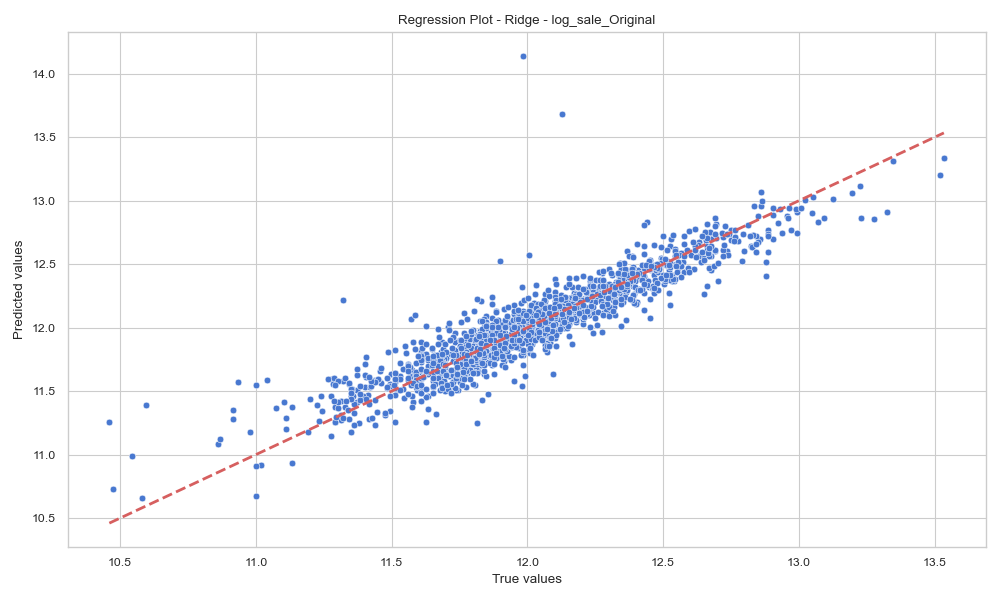 Regression Plot - Ridge - log_sale_Original
14.0
13.5
13.0
12.5
12.0
11.5
11.0
10.5
Predicted values
10.5 11.0 11.5 12.0 12.5 13.0 13.5
True values